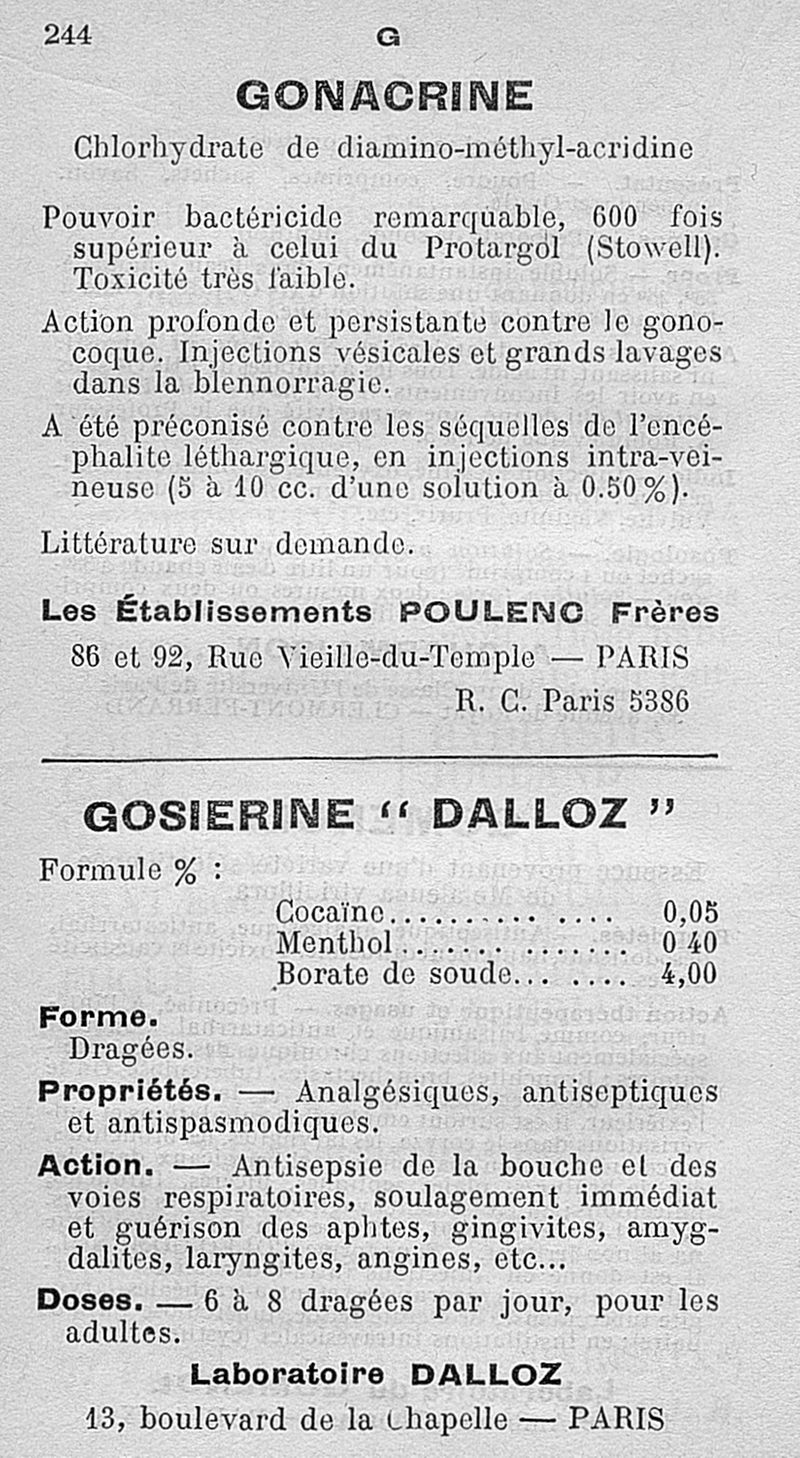 244
G
GONACRINE
Chlorhydrate de diamino-méthyl-acridine
Pouvoir bactéricide remarquable, 600 fois
supérieur à celui du Protargol (Stowell).
Toxicité très faible.
Action profonde et persistante contre le gono-
coque. Injections vésicales et grands lavages
dans la blennorragie.
A été préconisé contre les séquelles de l'encé-
phalite léthargique, en injections intra-vei-
neuse (5 à 10 cc. d'une solution à 0.50 %).
Littérature sur demande.
Les Établissements POULENC Frères
86 et 92, Rue Vieille-du-Temple — PARIS
R. C. Paris 5386
GOSIERINE “ DALLOZ ”
Formule % :
Cocaïne.............. 0,05
Menthol.............. 0 40
Borate de soude........ 4,00
Forme.
Dragées.
Propriétés. — Analgésiques, antiseptiques
et antispasmodiques.
Action. — Antisepsie de la bouche et des
voies respiratoires, soulagement immédiat
et guérison des aphtes, gingivites, amyg-
dalites, laryngites, angines, etc...
Doses. — 6 à 8 dragées par jour, pour les
adultes.
Laboratoire DALLOZ
13, boulevard de la Chapelle — PARIS